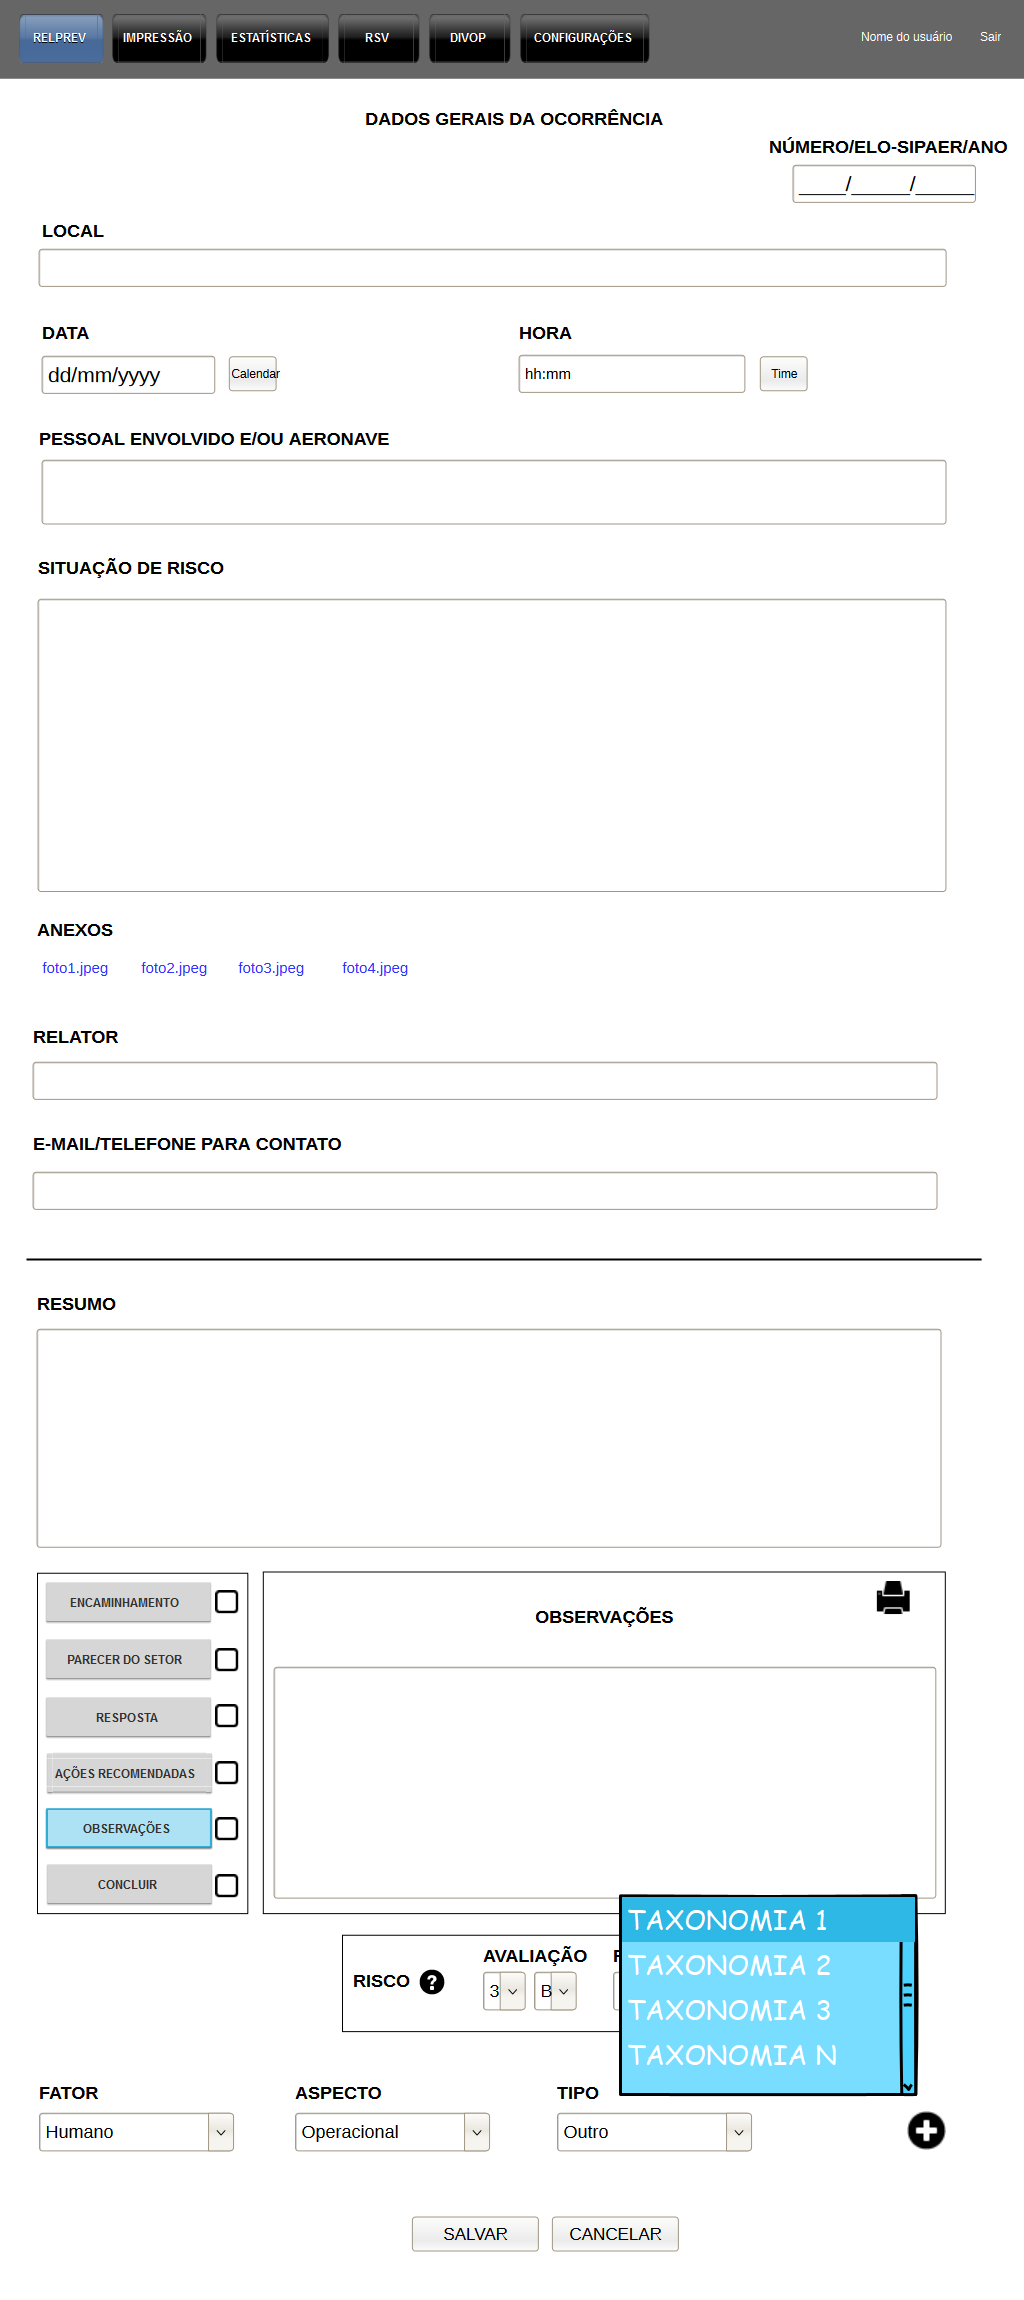 RELPREV IMPRESSÃO ESTATÍSTICAS RSV DIVOP CONFIGURAÇÕES Nome do usuário Sair
DADOS GERAIS DA OCORRÊNCIA
NÚMERO/ELO-SIPAER/ANO
____/_____/_____
LOCAL
DATA HORA
dd/mm/yyyy Calendar hh:mm Time
PESSOAL ENVOLVIDO E/OU AERONAVE
SITUAÇÃO DE RISCO
ANEXOS
foto1.jpeg foto2.jpeg foto3.jpeg foto4.jpeg
RELATOR
E-MAIL/TELEFONE PARA CONTATO
RESUMO
ENCAMINHAMENTO
PARECER DO SETOR
RESPOSTA
AÇÕES RECOMENDADAS
OBSERVAÇÕES
CONCLUIR
OBSERVAÇÕES
RISCO ?
AVALIAÇÃO
3 B
TAXONOMIA 1
TAXONOMIA 2
TAXONOMIA 3
TAXONOMIA N
FATOR ASPECTO TIPO
Humano Operacional Outro
SALVAR CANCELAR